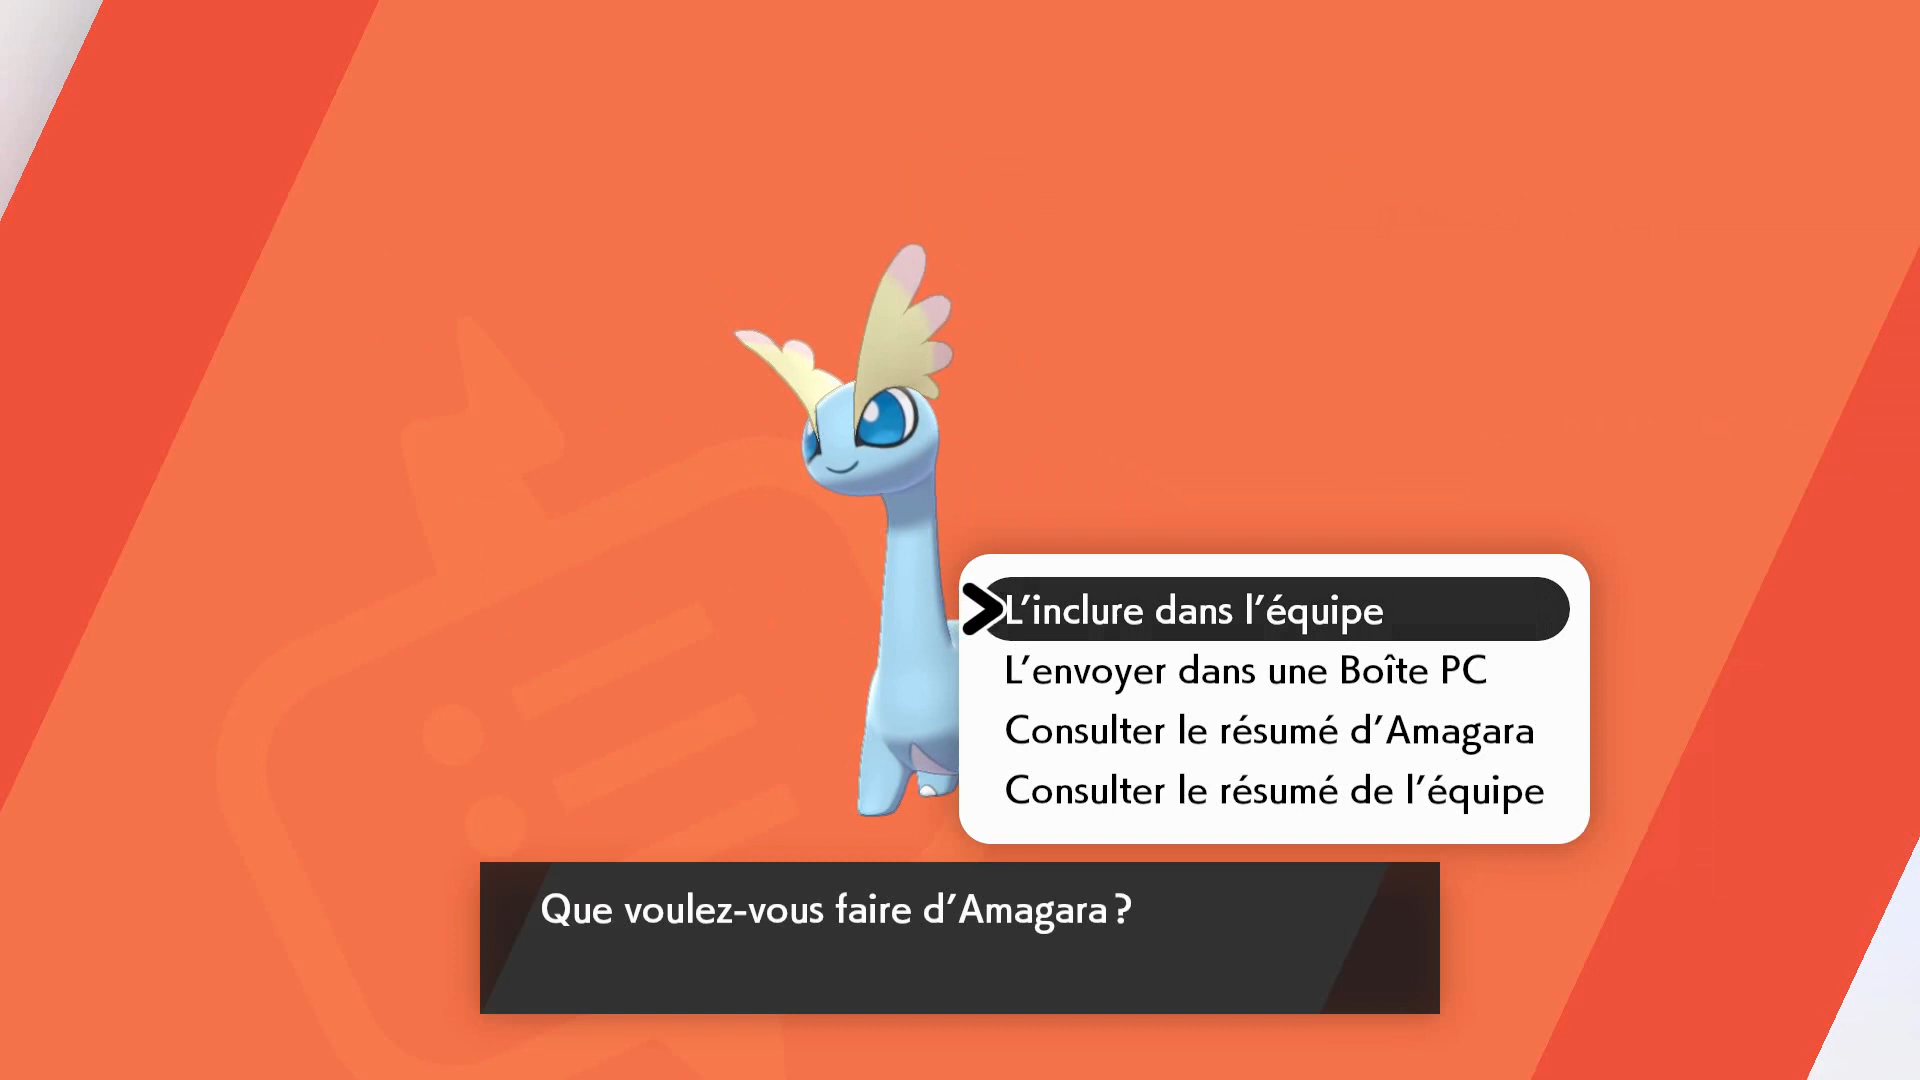 L'inclure dans l'équipe
L'envoyer dans une Boîte PC
Consulter le résumé d'Amagara
Consulter le résumé de l'équipe
Que voulez-vous faire d'Amagara ?